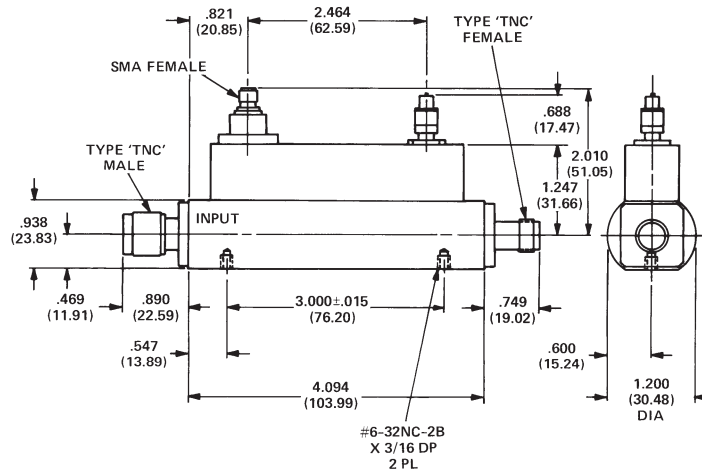 .821
(20.85)
2.464
(62.59)
TYPE 'TNC'
FEMALE
SMA FEMALE
.688
(17.47)
2.010
(51.05)
TYPE 'TNC'
MALE
1.247
(31.66)
.938
(23.83)
INPUT
.469
(11.91)
.890
(22.59)
3.000±.015
(76.20)
.749
(19.02)
.547
(13.89)
.600
(15.24)
4.094
(103.99)
1.200
(30.48)
DIA
#6-32NC-2B
X 3/16 DP
2 PL